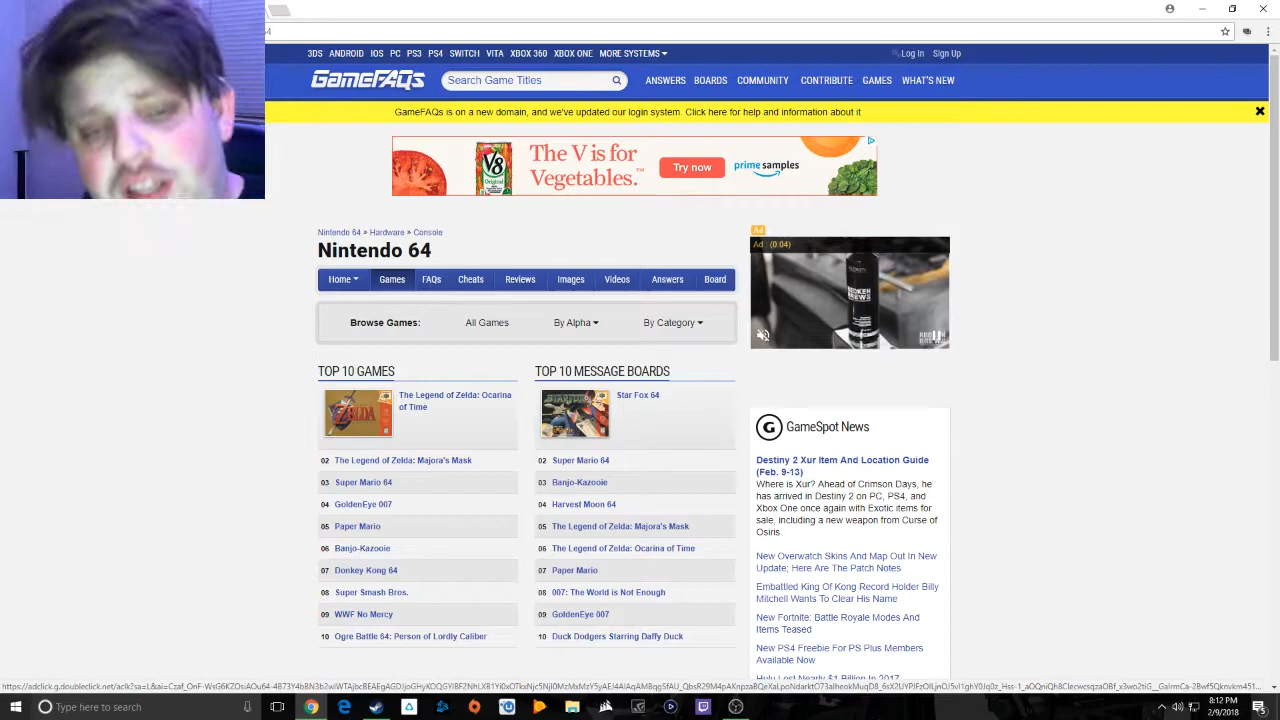 4
3DS ANDROID IOS PC PS3 PS4 SWITCH VITA XBOX 360 XBOX ONE MORE SYSTEMS
Log In Sign Up
GameFAQs
Search Game Titles
ANSWERS BOARDS COMMUNITY CONTRIBUTE GAMES WHAT'S NEW
GameFAQs is on a new domain, and we've updated our login system. Click here for help and information about it
V8
Original
The V is for
Vegetables.™
Try now
prime samples
Nintendo 64 » Hardware » Console
Nintendo 64
Home Games FAQs Cheats Reviews Images Videos Answers Board
Browse Games: All Games By Alpha By Category
TOP 10 GAMES
The Legend of Zelda: Ocarina
of Time
02 The Legend of Zelda: Majora's Mask
03 Super Mario 64
04 GoldenEye 007
05 Paper Mario
06 Banjo-Kazooie
07 Donkey Kong 64
08 Super Smash Bros.
09 WWF No Mercy
10 Ogre Battle 64: Person of Lordly Caliber
TOP 10 MESSAGE BOARDS
Star Fox 64
02 Super Mario 64
03 Banjo-Kazooie
04 Harvest Moon 64
05 The Legend of Zelda: Majora's Mask
06 The Legend of Zelda: Ocarina of Time
07 Paper Mario
08 007: The World is Not Enough
09 GoldenEye 007
10 Duck Dodgers Starring Daffy Duck
Ad
Ad (0:04)
REDKEN
BREWS
G GameSpot News
Destiny 2 Xur Item And Location Guide
(Feb. 9-13)
Where is Xur? Ahead of Crimson Days, he
has arrived in Destiny 2 on PC, PS4, and
Xbox One once again with Exotic items for
sale, including a new weapon from Curse of
Osiris.
New Overwatch Skins And Map Out In New
Update; Here Are The Patch Notes
Embattled King Of Kong Record Holder Billy
Mitchell Wants To Clear His Name
New Fortnite: Battle Royale Modes And
Items Teased
New PS4 Freebie For PS Plus Members
Available Now
Hulu Lost Nearly $1 Billion In 2017
Type here to search
8:12 PM
2/9/2018